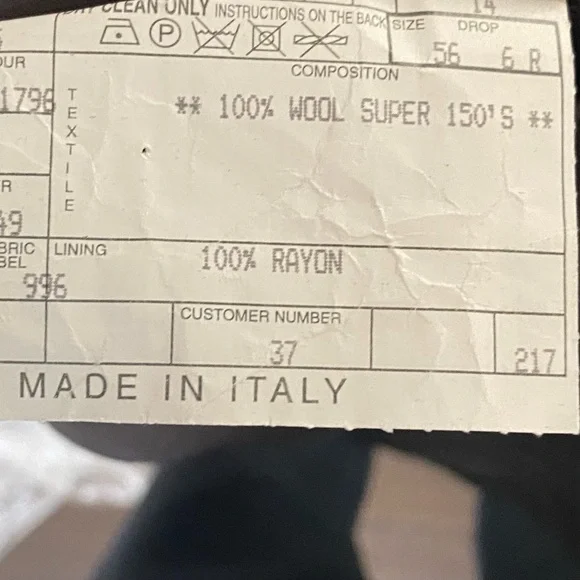 CLEAN ONLY INSTRUCTIONS ON THE BACK
14
SIZE DROP
P
56 6 R
OUR
COMPOSITION
1796
TEXTILE
** 100% WOOL SUPER 150'S **
R
49
BRIC
BEL
LINING
100% RAYON
996
CUSTOMER NUMBER
37
217
MADE IN ITALY